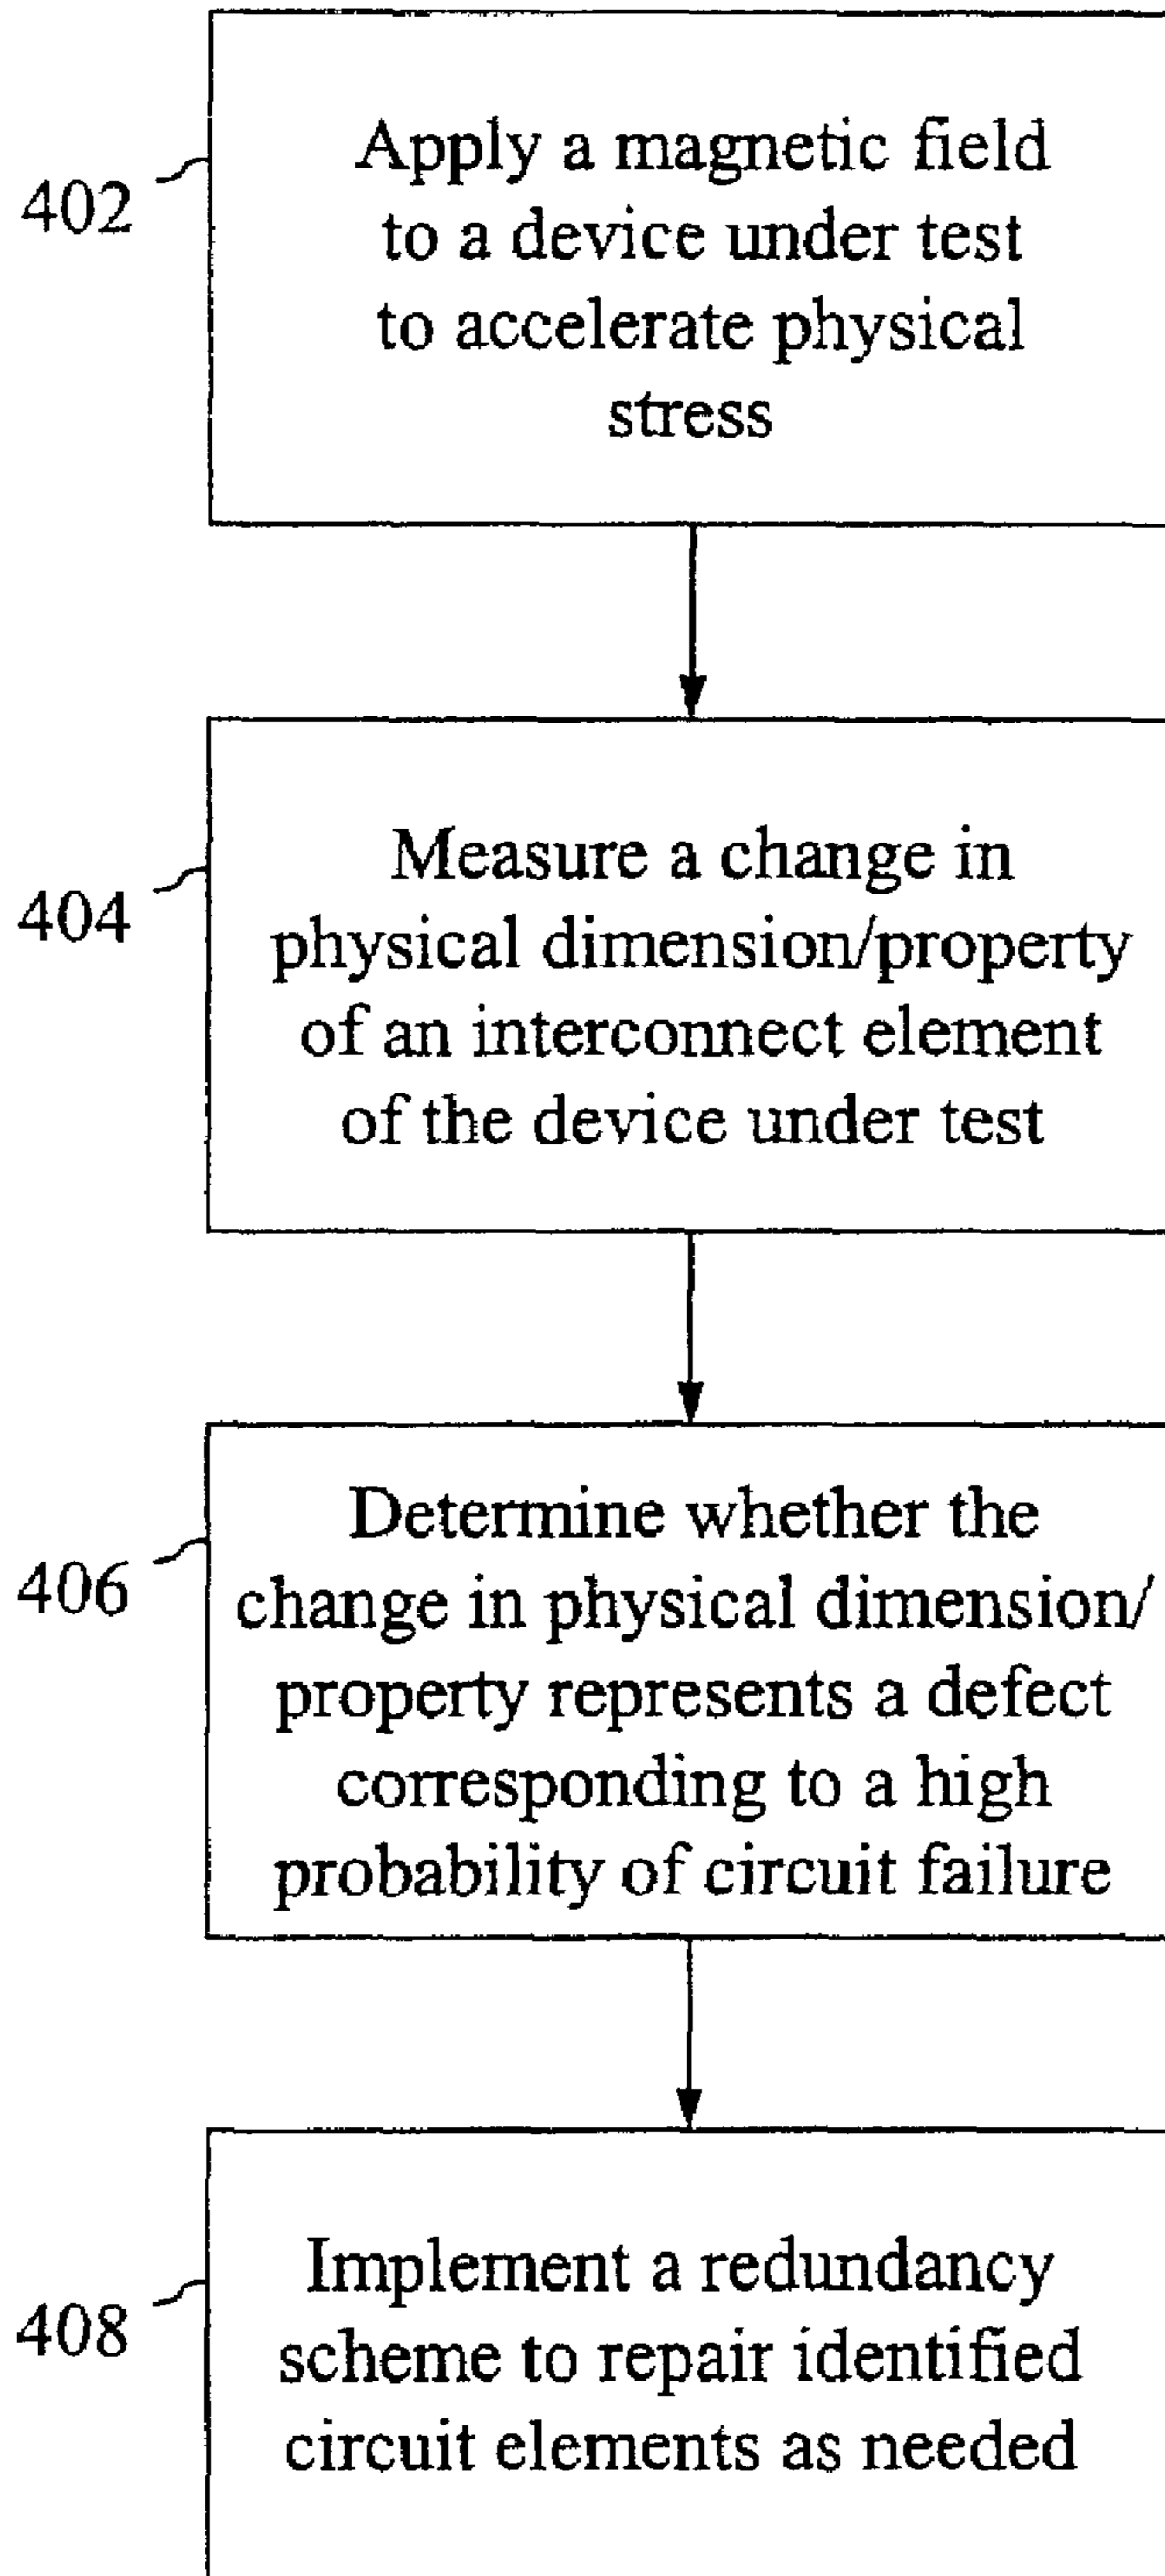 402
Apply a magnetic field
to a device under test
to accelerate physical
stress
404
Measure a change in
physical dimension/property
of an interconnect element
of the device under test
406
Determine whether the
change in physical dimension/
property represents a defect
corresponding to a high
probability of circuit failure
408
Implement a redundancy
scheme to repair identified
circuit elements as needed